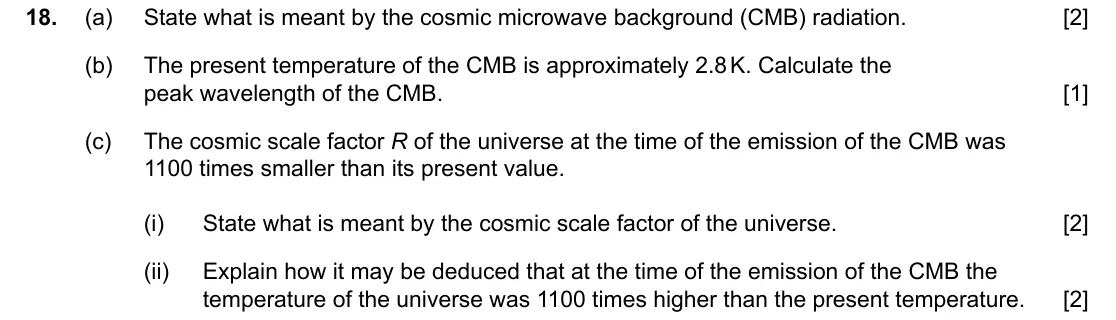 18. (a) State what is meant by the cosmic microwave background (CMB) radiation. [2]
(b) The present temperature of the CMB is approximately 2.8 K. Calculate the
peak wavelength of the CMB. [1]
(c) The cosmic scale factor R of the universe at the time of the emission of the CMB was
1100 times smaller than its present value.
(i) State what is meant by the cosmic scale factor of the universe. [2]
(ii) Explain how it may be deduced that at the time of the emission of the CMB the
temperature of the universe was 1100 times higher than the present temperature. [2]